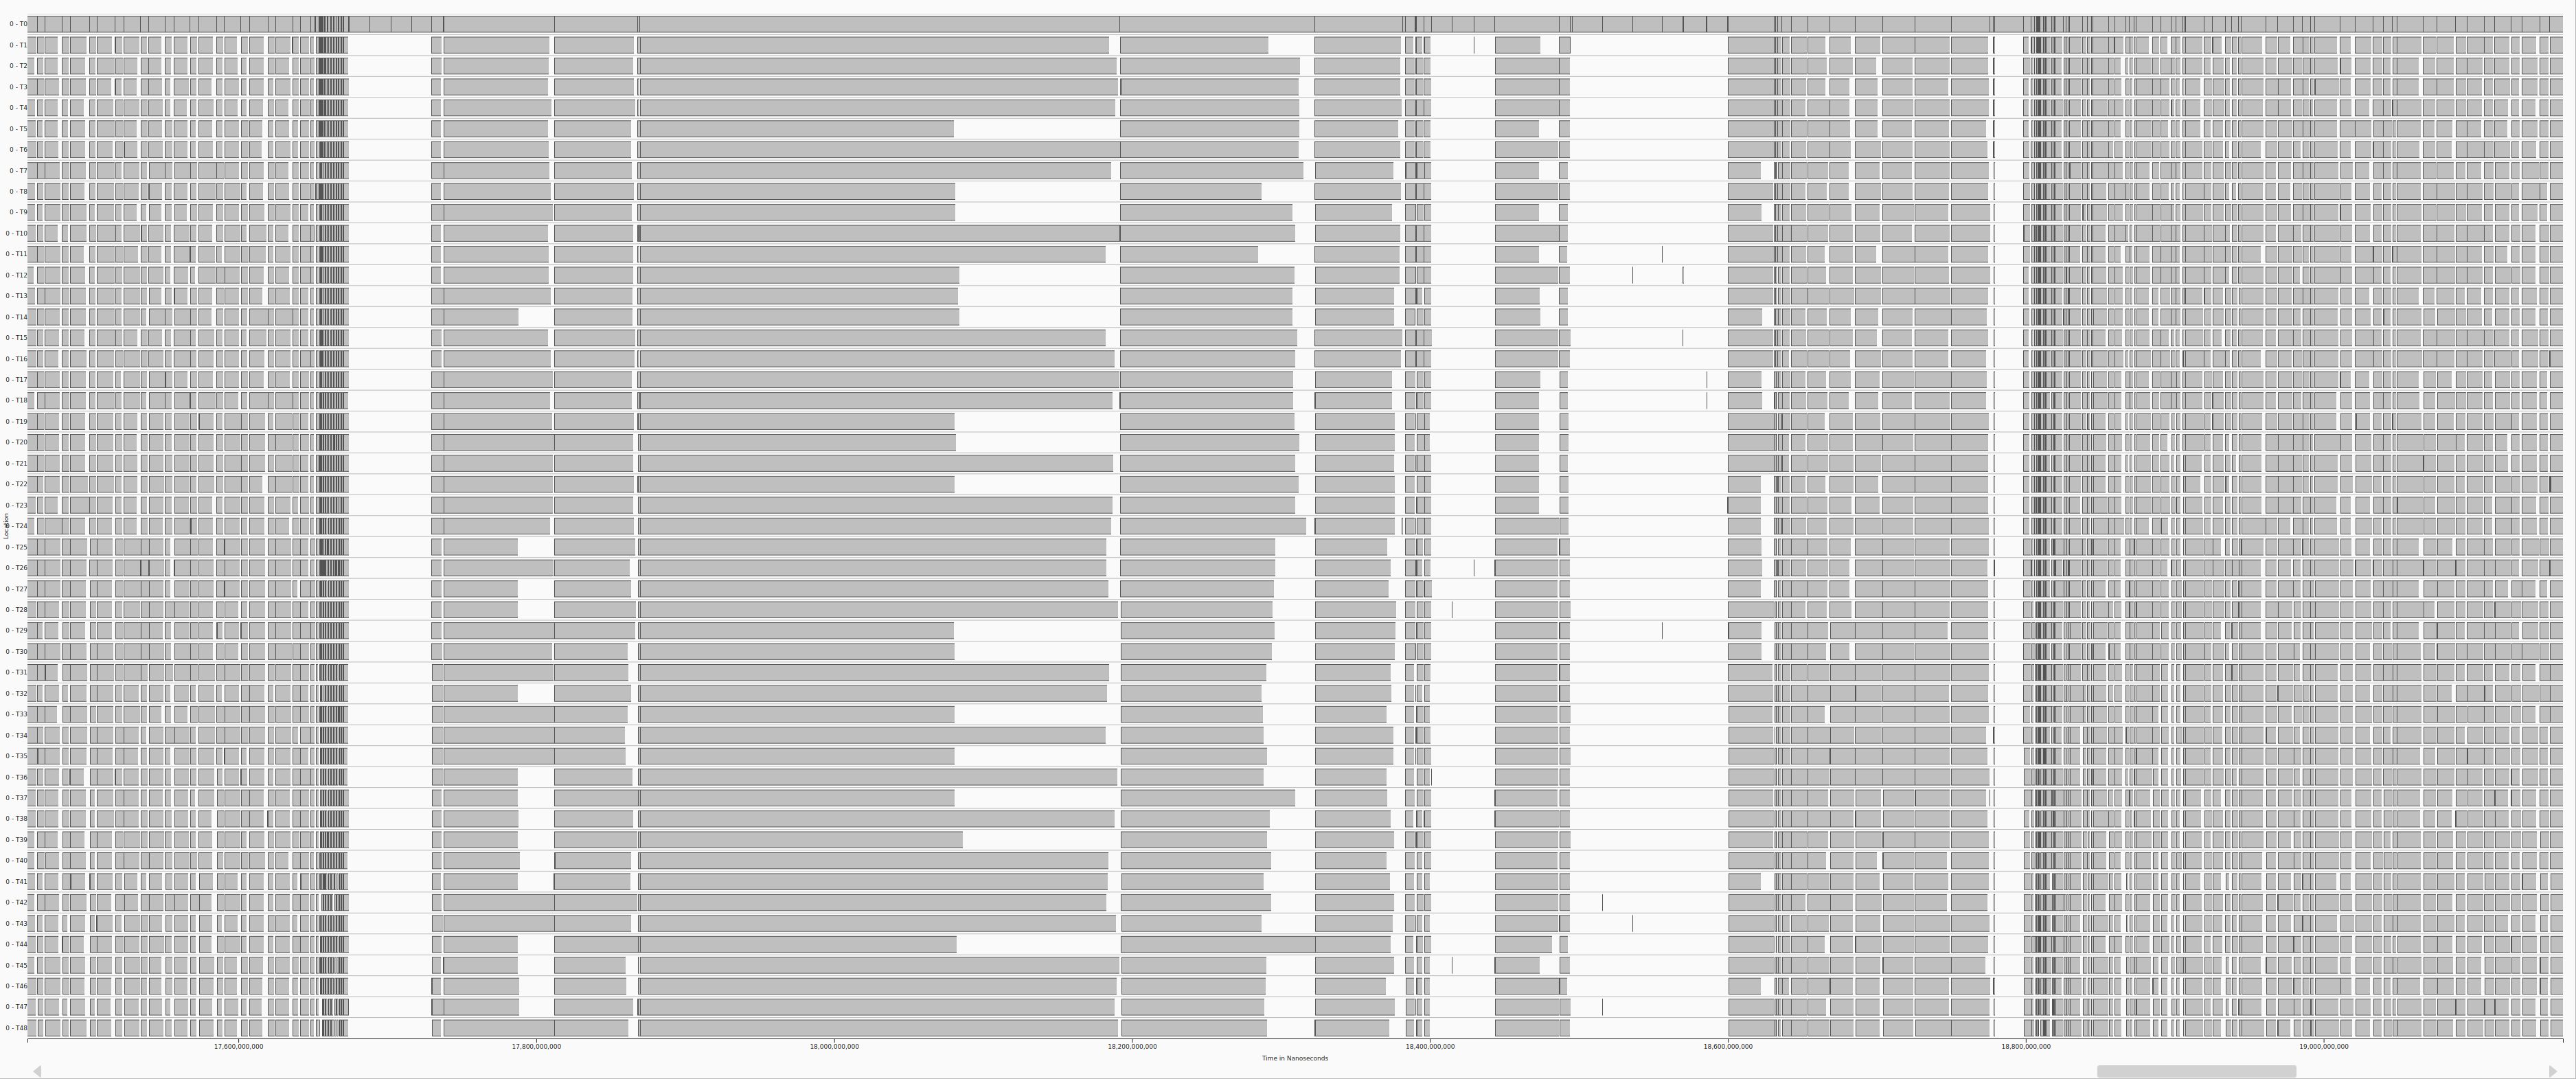 0 - T0
0 - T1
0 - T2
0 - T3
0 - T4
0 - T5
0 - T6
0 - T7
0 - T8
0 - T9
0 - T10
0 - T11
0 - T12
0 - T13
0 - T14
0 - T15
0 - T16
0 - T17
0 - T18
0 - T19
0 - T20
0 - T21
0 - T22
0 - T23
Location
0 - T24
0 - T25
0 - T26
0 - T27
0 - T28
0 - T29
0 - T30
0 - T31
0 - T32
0 - T33
0 - T34
0 - T35
0 - T36
0 - T37
0 - T38
0 - T39
0 - T40
0 - T41
0 - T42
0 - T43
0 - T44
0 - T45
0 - T46
0 - T47
0 - T48
17,600,000,000 17,800,000,000 18,000,000,000 18,200,000,000 18,400,000,000 18,600,000,000 18,800,000,000 19,000,000,000
Time in Nanoseconds